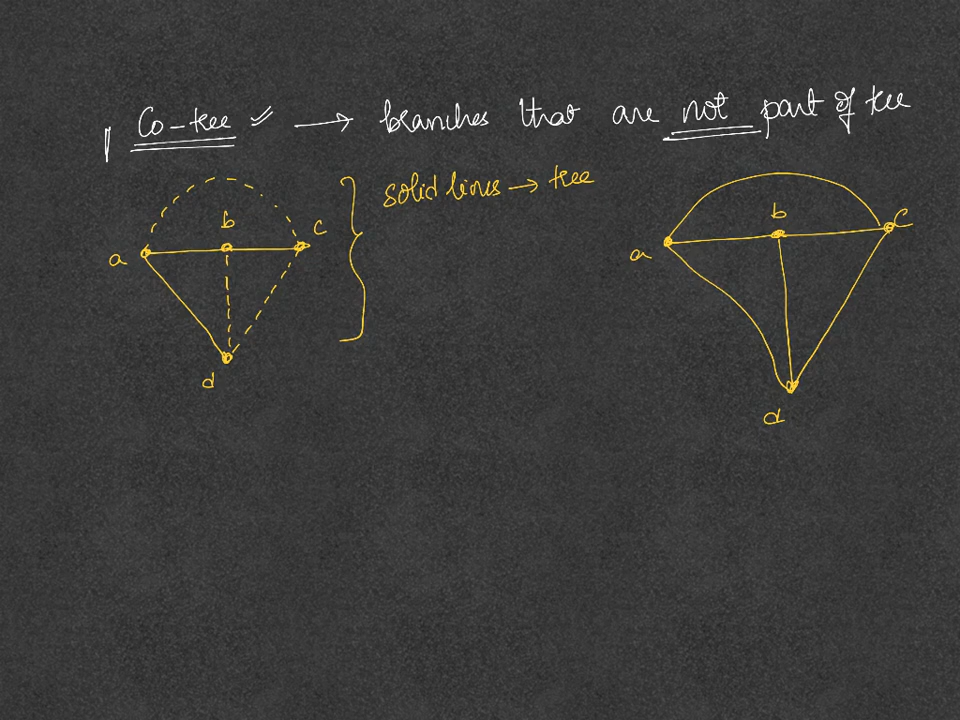 Co-tree → branches that are not part of tree
solid lines → tree
b
c
a
d
b
c
a
d